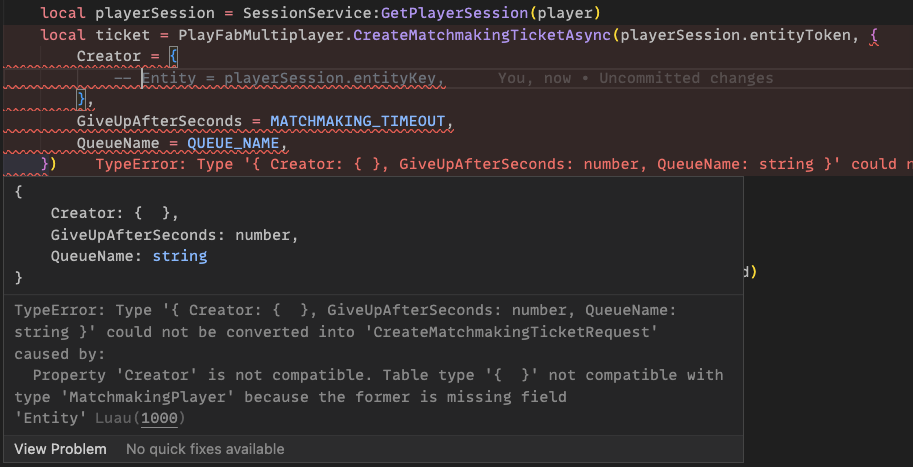 local playerSession = SessionService:GetPlayerSession(player)
local ticket = PlayFabMultiplayer.CreateMatchmakingTicketAsync(playerSession.entityToken, {
Creator = {
-- Entity = playerSession.entityKey, You, now • Uncommitted changes
},
GiveUpAfterSeconds = MATCHMAKING_TIMEOUT,
QueueName = QUEUE_NAME,
}) TypeError: Type '{ Creator: { }, GiveUpAfterSeconds: number, QueueName: string }' could n
{
Creator: {  },
GiveUpAfterSeconds: number,
QueueName: string
}
d)
TypeError: Type '{ Creator: {  }, GiveUpAfterSeconds: number, QueueName:
string }' could not be converted into 'CreateMatchmakingTicketRequest'
caused by:
Property 'Creator' is not compatible. Table type '{  }' not compatible with
type 'MatchmakingPlayer' because the former is missing field
'Entity' Luau(1000)
View Problem No quick fixes available